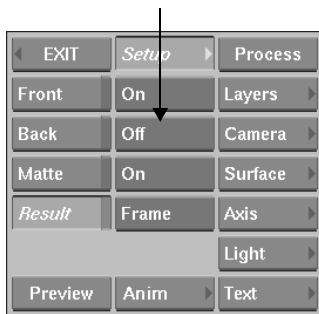 EXIT Setup Process
Front On Layers
Back Off Camera
Matte On Surface
Result Frame Axis
Light
Preview Anim Text